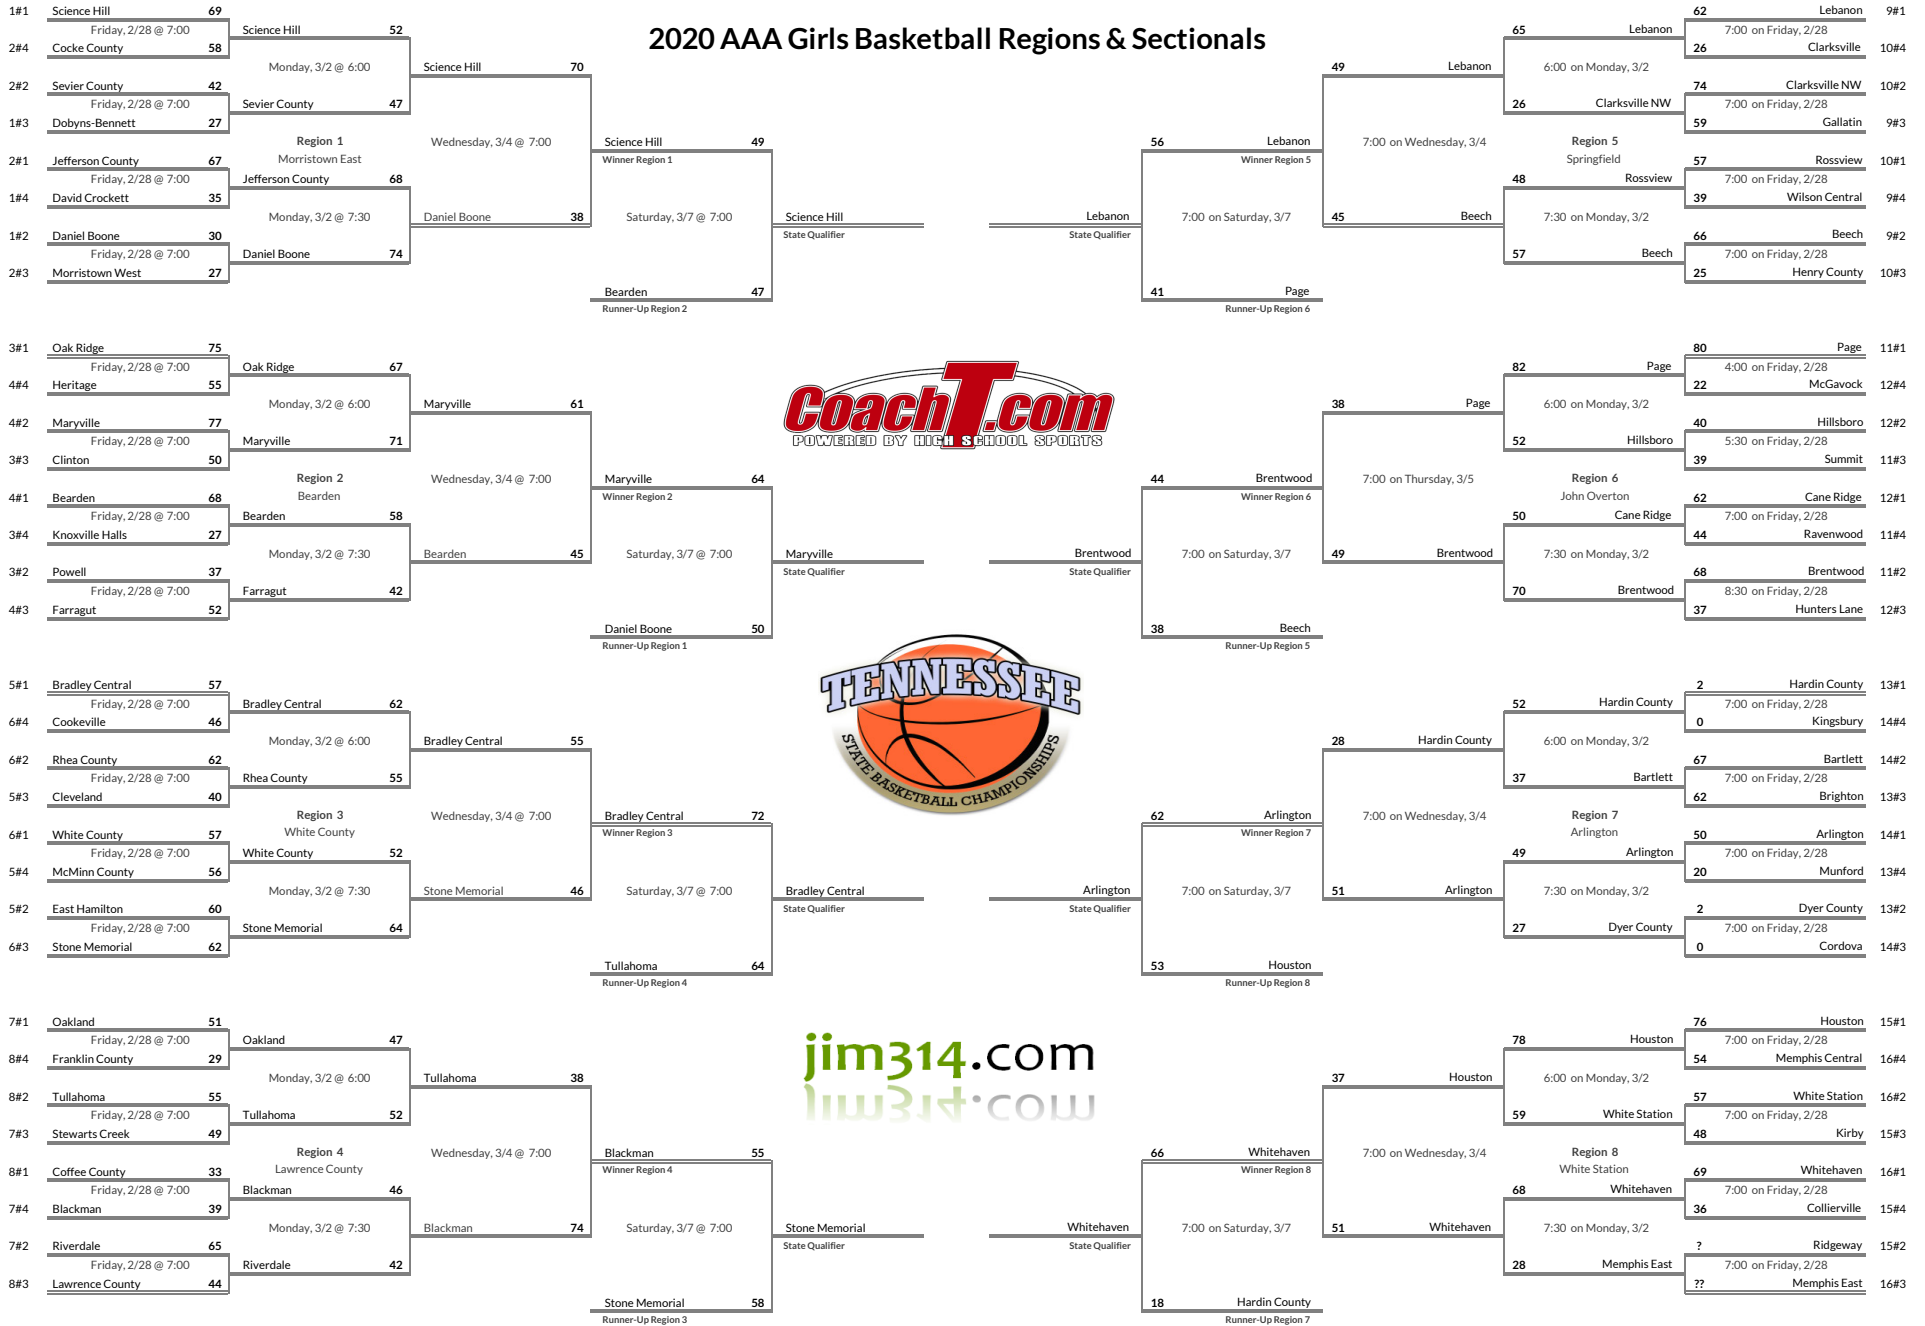 2020 AAA Girls Basketball Regions & Sectionals
1#1 Science Hill 69
Friday, 2/28 @ 7:00
2#4 Cocke County 58
2#2 Sevier County 42
Friday, 2/28 @ 7:00
1#3 Dobyns-Bennett 27
2#1 Jefferson County 67
Friday, 2/28 @ 7:00
1#4 David Crockett 35
1#2 Daniel Boone 30
Friday, 2/28 @ 7:00
2#3 Morristown West 27
Science Hill 52
Monday, 3/2 @ 6:00
Sevier County 47
Region 1
Morristown East
Jefferson County 68
Monday, 3/2 @ 7:30
Daniel Boone 74
Science Hill 70
Wednesday, 3/4 @ 7:00
Daniel Boone 38
Science Hill 49
Winner Region 1
Saturday, 3/7 @ 7:00
Bearden 47
Runner-Up Region 2
Science Hill
State Qualifier
3#1 Oak Ridge 75
Friday, 2/28 @ 7:00
4#4 Heritage 55
4#2 Maryville 77
Friday, 2/28 @ 7:00
3#3 Clinton 50
4#1 Bearden 68
Friday, 2/28 @ 7:00
3#4 Knoxville Halls 27
3#2 Powell 37
Friday, 2/28 @ 7:00
4#3 Farragut 52
Oak Ridge 67
Monday, 3/2 @ 6:00
Maryville 71
Region 2
Bearden
Bearden 58
Monday, 3/2 @ 7:30
Farragut 42
Maryville 61
Wednesday, 3/4 @ 7:00
Bearden 45
Maryville 64
Winner Region 2
Saturday, 3/7 @ 7:00
Daniel Boone 50
Runner-Up Region 1
Maryville
State Qualifier
5#1 Bradley Central 57
Friday, 2/28 @ 7:00
6#4 Cookeville 46
6#2 Rhea County 62
Friday, 2/28 @ 7:00
5#3 Cleveland 40
6#1 White County 57
Friday, 2/28 @ 7:00
5#4 McMinn County 56
5#2 East Hamilton 60
Friday, 2/28 @ 7:00
6#3 Stone Memorial 62
Bradley Central 62
Monday, 3/2 @ 6:00
Rhea County 55
Region 3
White County
White County 52
Monday, 3/2 @ 7:30
Stone Memorial 64
Bradley Central 55
Wednesday, 3/4 @ 7:00
Stone Memorial 46
Bradley Central 72
Winner Region 3
Saturday, 3/7 @ 7:00
Tullahoma 64
Runner-Up Region 4
Bradley Central
State Qualifier
7#1 Oakland 51
Friday, 2/28 @ 7:00
8#4 Franklin County 29
8#2 Tullahoma 55
Friday, 2/28 @ 7:00
7#3 Stewarts Creek 49
8#1 Coffee County 33
Friday, 2/28 @ 7:00
7#4 Blackman 39
7#2 Riverdale 65
Friday, 2/28 @ 7:00
8#3 Lawrence County 44
Oakland 47
Monday, 3/2 @ 6:00
Tullahoma 52
Region 4
Lawrence County
Blackman 46
Monday, 3/2 @ 7:30
Riverdale 42
Tullahoma 38
Wednesday, 3/4 @ 7:00
Blackman 74
Blackman 55
Winner Region 4
Saturday, 3/7 @ 7:00
Stone Memorial 58
Runner-Up Region 3
Stone Memorial
State Qualifier
CoachT.com
POWERED BY HIGH SCHOOL SPORTS
TENNESSEE
STATE BASKETBALL CHAMPIONSHIPS
jim314.com
62 Lebanon 9#1
7:00 on Friday, 2/28
26 Clarksville 10#4
74 Clarksville NW 10#2
7:00 on Friday, 2/28
59 Gallatin 9#3
57 Rossview 10#1
7:00 on Friday, 2/28
39 Wilson Central 9#4
66 Beech 9#2
7:00 on Friday, 2/28
25 Henry County 10#3
65 Lebanon
6:00 on Monday, 3/2
26 Clarksville NW
Region 5
Springfield
48 Rossview
7:30 on Monday, 3/2
57 Beech
49 Lebanon
7:00 on Wednesday, 3/4
45 Beech
56 Lebanon
Winner Region 5
7:00 on Saturday, 3/7
41 Page
Runner-Up Region 6
Lebanon
State Qualifier
80 Page 11#1
4:00 on Friday, 2/28
22 McGavock 12#4
40 Hillsboro 12#2
5:30 on Friday, 2/28
39 Summit 11#3
62 Cane Ridge 12#1
7:00 on Friday, 2/28
44 Ravenwood 11#4
68 Brentwood 11#2
8:30 on Friday, 2/28
37 Hunters Lane 12#3
82 Page
6:00 on Monday, 3/2
52 Hillsboro
Region 6
John Overton
50 Cane Ridge
7:30 on Monday, 3/2
70 Brentwood
38 Page
7:00 on Thursday, 3/5
49 Brentwood
44 Brentwood
Winner Region 6
7:00 on Saturday, 3/7
38 Beech
Runner-Up Region 5
Brentwood
State Qualifier
2 Hardin County 13#1
7:00 on Friday, 2/28
0 Kingsbury 14#4
67 Bartlett 14#2
7:00 on Friday, 2/28
62 Brighton 13#3
50 Arlington 14#1
7:00 on Friday, 2/28
20 Munford 13#4
2 Dyer County 13#2
7:00 on Friday, 2/28
0 Cordova 14#3
52 Hardin County
6:00 on Monday, 3/2
37 Bartlett
Region 7
Arlington
49 Arlington
7:30 on Monday, 3/2
27 Dyer County
28 Hardin County
7:00 on Wednesday, 3/4
51 Arlington
62 Arlington
Winner Region 7
7:00 on Saturday, 3/7
53 Houston
Runner-Up Region 8
Arlington
State Qualifier
76 Houston 15#1
7:00 on Friday, 2/28
54 Memphis Central 16#4
57 White Station 16#2
7:00 on Friday, 2/28
48 Kirby 15#3
69 Whitehaven 16#1
7:00 on Friday, 2/28
36 Collierville 15#4
? Ridgeway 15#2
7:00 on Friday, 2/28
?? Memphis East 16#3
78 Houston
6:00 on Monday, 3/2
59 White Station
Region 8
White Station
68 Whitehaven
7:30 on Monday, 3/2
28 Memphis East
37 Houston
7:00 on Wednesday, 3/4
51 Whitehaven
66 Whitehaven
Winner Region 8
7:00 on Saturday, 3/7
18 Hardin County
Runner-Up Region 7
Whitehaven
State Qualifier